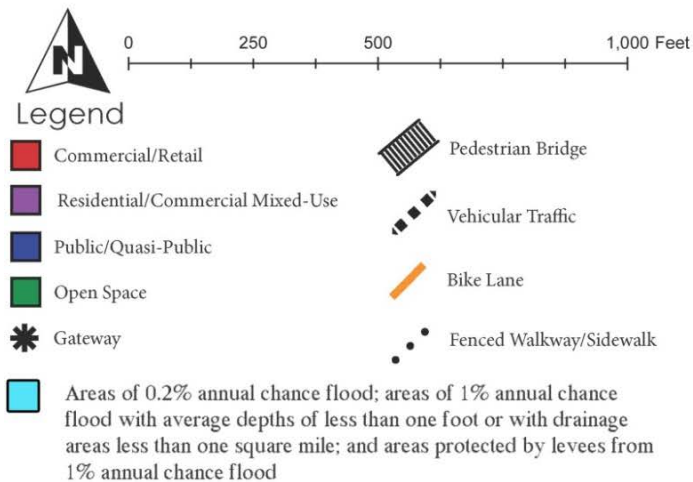 N
0 250 500 1,000 Feet
Legend
Commercial/Retail
Residential/Commercial Mixed-Use
Public/Quasi-Public
Open Space
Gateway
Pedestrian Bridge
Vehicular Traffic
Bike Lane
Fenced Walkway/Sidewalk
Areas of 0.2% annual chance flood; areas of 1% annual chance
flood with average depths of less than one foot or with drainage
areas less than one square mile; and areas protected by levees from
1% annual chance flood